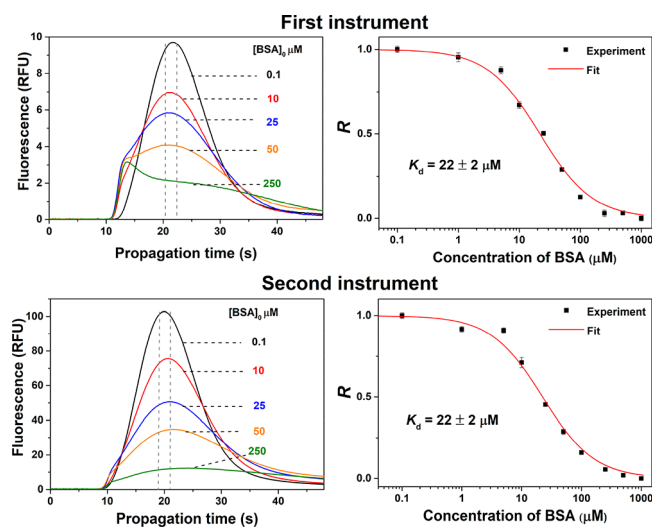 First instrument
[BSA]₀ μM
0.1
10
25
50
250
Fluorescence (RFU)
10
8
6
4
2
0
0
10
20
30
40
Propagation time (s)
Experiment
Fit
R
1.0
0.5
0.0
K_d = 22 ± 2 μM
0.1
1
10
100
1000
Concentration of BSA (μM)
Second instrument
[BSA]₀ μM
0.1
10
25
50
250
Fluorescence (RFU)
100
80
60
40
20
0
0
10
20
30
40
Propagation time (s)
Experiment
Fit
R
1.0
0.5
0.0
K_d = 22 ± 2 μM
0.1
1
10
100
1000
Concentration of BSA (μM)